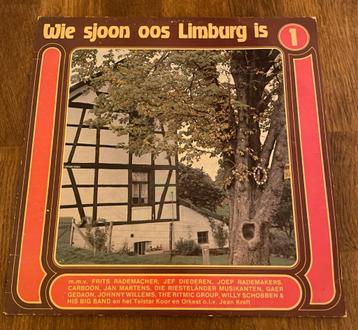 Wie sjoon oos Limburg is
1
m.m.v. FRITS RADEMACHER, JEF DIEDEREN, JOEP RADEMAKERS,
CARBOON, JAN MARTENS, DIE RIESTELÄNDER MUSIKANTEN, GAER
GEDAON, JOHNNY WILLEMS, THE RITMIC GROUP, WILLY SCHOBBEN &
HIS BIG BAND en het Telstar Koor en Orkest o.l.v. Jean Kraft